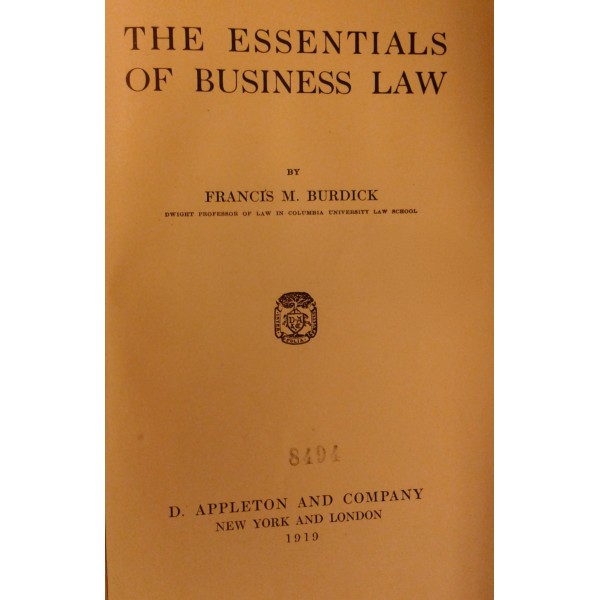 THE ESSENTIALS
OF BUSINESS LAW
BY
FRANCIS M. BURDICK
DWIGHT PROFESSOR OF LAW IN COLUMBIA UNIVERSITY LAW SCHOOL
8494
D. APPLETON AND COMPANY
NEW YORK AND LONDON
1919